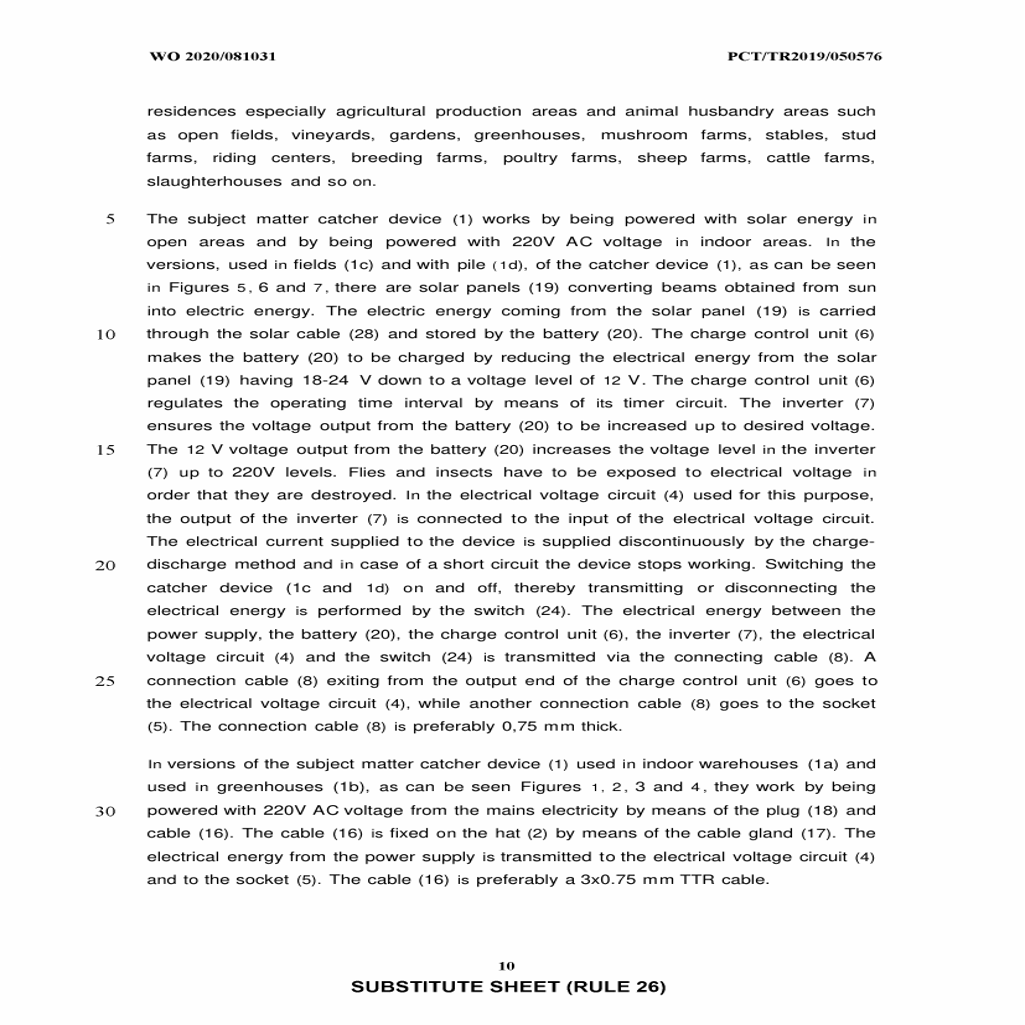 WO 2020/081031 PCT/TR2019/050576
residences especially agricultural production areas and animal husbandry areas such
as open fields, vineyards, gardens, greenhouses, mushroom farms, stables, stud
farms, riding centers, breeding farms, poultry farms, sheep farms, cattle farms,
slaughterhouses and so on.
5 The subject matter catcher device (1) works by being powered with solar energy in
open areas and by being powered with 220V AC voltage in indoor areas. In the
versions, used in fields (1c) and with pile (1d), of the catcher device (1), as can be seen
in Figures 5, 6 and 7, there are solar panels (19) converting beams obtained from sun
into electric energy. The electric energy coming from the solar panel (19) is carried
10 through the solar cable (28) and stored by the battery (20). The charge control unit (6)
makes the battery (20) to be charged by reducing the electrical energy from the solar
panel (19) having 18-24 V down to a voltage level of 12 V. The charge control unit (6)
regulates the operating time interval by means of its timer circuit. The inverter (7)
ensures the voltage output from the battery (20) to be increased up to desired voltage.
15 The 12 V voltage output from the battery (20) increases the voltage level in the inverter
(7) up to 220V levels. Flies and insects have to be exposed to electrical voltage in
order that they are destroyed. In the electrical voltage circuit (4) used for this purpose,
the output of the inverter (7) is connected to the input of the electrical voltage circuit.
The electrical current supplied to the device is supplied discontinuously by the charge-
20 discharge method and in case of a short circuit the device stops working. Switching the
catcher device (1c and 1d) on and off, thereby transmitting or disconnecting the
electrical energy is performed by the switch (24). The electrical energy between the
power supply, the battery (20), the charge control unit (6), the inverter (7), the electrical
voltage circuit (4) and the switch (24) is transmitted via the connecting cable (8). A
25 connection cable (8) exiting from the output end of the charge control unit (6) goes to
the electrical voltage circuit (4), while another connection cable (8) goes to the socket
(5). The connection cable (8) is preferably 0,75 mm thick.
In versions of the subject matter catcher device (1) used in indoor warehouses (1a) and
used in greenhouses (1b), as can be seen Figures 1, 2, 3 and 4, they work by being
30 powered with 220V AC voltage from the mains electricity by means of the plug (18) and
cable (16). The cable (16) is fixed on the hat (2) by means of the cable gland (17). The
electrical energy from the power supply is transmitted to the electrical voltage circuit (4)
and to the socket (5). The cable (16) is preferably a 3x0.75 mm TTR cable.
10
SUBSTITUTE SHEET (RULE 26)